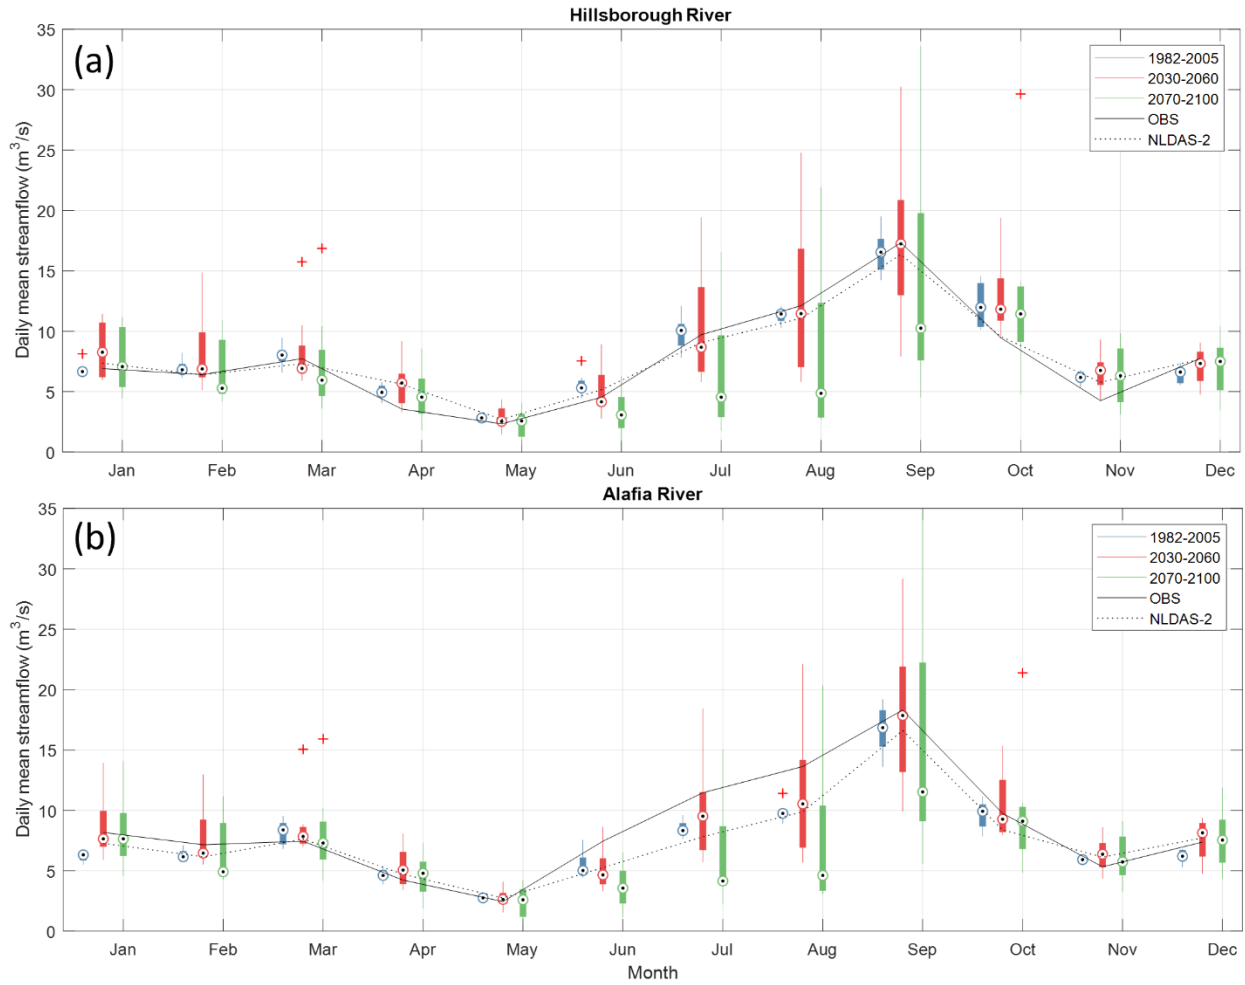 Hillsborough River
(a)
35
30
25
20
15
10
5
0
Daily mean streamflow (m³/s)
1982-2005
2030-2060
2070-2100
OBS
NLDAS-2
Jan Feb Mar Apr May Jun Jul Aug Sep Oct Nov Dec
Alafia River
(b)
35
30
25
20
15
10
5
0
Daily mean streamflow (m³/s)
1982-2005
2030-2060
2070-2100
OBS
NLDAS-2
Jan Feb Mar Apr May Jun Jul Aug Sep Oct Nov Dec
Month